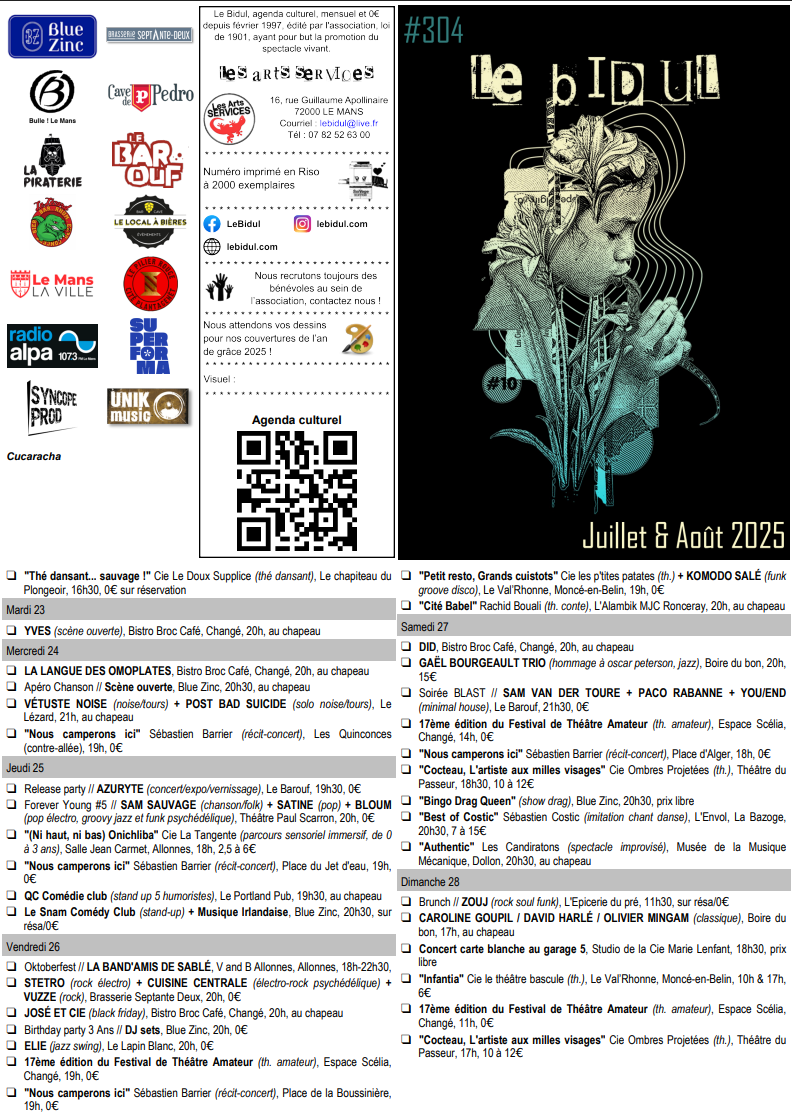 3Z
Blue
Zinc
BRASSERIE SEPTANTE-DEUX
B
Bulle ! Le Mans
Cave
de P Pedro
LA
PIRATERIE
LE
BAR
OUF
LE LOCAL À BIÈRES
Le Mans
LA VILLE
LE PILIER ROUGE
radio
alpa 107.3
SU
PER
FOR
MA
SYNCOPE
PROD
UNIK
music
Cucaracha
Le Bidul, agenda culturel, mensuel et 0€
depuis février 1997, édité par l'association, loi
de 1901, ayant pour but la promotion du
spectacle vivant.
Les Arts Services
Les Arts
SERVICES
16, rue Guillaume Apollinaire
72000 LE MANS
Courriel : lebidul@live.fr
Tél : 07 82 52 63 00
Numéro imprimé en Riso
à 2000 exemplaires
LeBidul
lebidul.com
lebidul.com
Nous recrutons toujours des
bénévoles au sein de
l'association, contactez nous !
Nous attendons vos dessins
pour nos couvertures de l'an
de grâce 2025 !
Visuel :
Agenda culturel
#304
Le bIDUL
#10
Juillet & Août 2025
❑ "Thé dansant... sauvage !" Cie Le Doux Supplice (thé dansant), Le chapiteau du
Plongeoir, 16h30, 0€ sur réservation
Mardi 23
❑ YVES (scène ouverte), Bistro Broc Café, Changé, 20h, au chapeau
Mercredi 24
❑ LA LANGUE DES OMOPLATES, Bistro Broc Café, Changé, 20h, au chapeau
❑ Apéro Chanson // Scène ouverte, Blue Zinc, 20h30, au chapeau
❑ VÉTUSTE NOISE (noise/tours) + POST BAD SUICIDE (solo noise/tours), Le
Lézard, 21h, au chapeau
❑ "Nous camperons ici" Sébastien Barrier (récit-concert), Les Quinconces
(contre-allée), 19h, 0€
Jeudi 25
❑ Release party // AZURYTE (concert/expo/vernissage), Le Barouf, 19h30, 0€
❑ Forever Young #5 // SAM SAUVAGE (chanson/folk) + SATINE (pop) + BLOUM
(pop électro, groovy jazz et funk psychédélique), Théâtre Paul Scarron, 20h, 0€
❑ "(Ni haut, ni bas) Onichliba" Cie La Tangente (parcours sensoriel immersif, de 0
à 3 ans), Salle Jean Carmet, Allonnes, 18h, 2,5 à 6€
❑ "Nous camperons ici" Sébastien Barrier (récit-concert), Place du Jet d'eau, 19h,
0€
❑ QC Comédie club (stand up 5 humoristes), Le Portland Pub, 19h30, au chapeau
❑ Le Snam Comédy Club (stand-up) + Musique Irlandaise, Blue Zinc, 20h30, sur
résa/0€
Vendredi 26
❑ Oktoberfest // LA BAND'AMIS DE SABLÉ, V and B Allonnes, Allonnes, 18h-22h30,
❑ STETRO (rock électro) + CUISINE CENTRALE (électro-rock psychédélique) +
VUZZE (rock), Brasserie Septante Deux, 20h, 0€
❑ JOSÉ ET CIE (black friday), Bistro Broc Café, Changé, 20h, au chapeau
❑ Birthday party 3 Ans // DJ sets, Blue Zinc, 20h, 0€
❑ ELIE (jazz swing), Le Lapin Blanc, 20h, 0€
❑ 17ème édition du Festival de Théâtre Amateur (th. amateur), Espace Scélia,
Changé, 19h, 0€
❑ "Nous camperons ici" Sébastien Barrier (récit-concert), Place de la Boussinière,
19h, 0€
❑ "Petit resto, Grands cuistots" Cie les p'tites patates (th.) + KOMODO SALÉ (funk
groove disco), Le Val'Rhonne, Moncé-en-Belin, 19h, 0€
❑ "Cité Babel" Rachid Bouali (th. conte), L'Alambik MJC Ronceray, 20h, au chapeau
Samedi 27
❑ DID, Bistro Broc Café, Changé, 20h, au chapeau
❑ GAËL BOURGEAULT TRIO (hommage à oscar peterson, jazz), Boire du bon, 20h,
15€
❑ Soirée BLAST // SAM VAN DER TOURE + PACO RABANNE + YOU/END
(minimal house), Le Barouf, 21h30, 0€
❑ 17ème édition du Festival de Théâtre Amateur (th. amateur), Espace Scélia,
Changé, 14h, 0€
❑ "Nous camperons ici" Sébastien Barrier (récit-concert), Place d'Alger, 18h, 0€
❑ "Cocteau, L'artiste aux milles visages" Cie Ombres Projetées (th.), Théâtre du
Passeur, 18h30, 10 à 12€
❑ "Bingo Drag Queen" (show drag), Blue Zinc, 20h30, prix libre
❑ "Best of Costic" Sébastien Costic (imitation chant danse), L'Envol, La Bazoge,
20h30, 7 à 15€
❑ "Authentic" Les Candiratons (spectacle improvisé), Musée de la Musique
Mécanique, Dollon, 20h30, au chapeau
Dimanche 28
❑ Brunch // ZOUJ (rock soul funk), L'Epicerie du pré, 11h30, sur résa/0€
❑ CAROLINE GOUPIL / DAVID HARLÉ / OLIVIER MINGAM (classique), Boire du
bon, 17h, au chapeau
❑ Concert carte blanche au garage 5, Studio de la Cie Marie Lenfant, 18h30, prix
libre
❑ "Infantia" Cie le théâtre bascule (th.), Le Val'Rhonne, Moncé-en-Belin, 10h & 17h,
6€
❑ 17ème édition du Festival de Théâtre Amateur (th. amateur), Espace Scélia,
Changé, 11h, 0€
❑ "Cocteau, L'artiste aux milles visages" Cie Ombres Projetées (th.), Théâtre du
Passeur, 17h, 10 à 12€